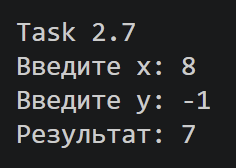 Task 2.7
Введите x: 8
Введите y: -1
Результат: 7